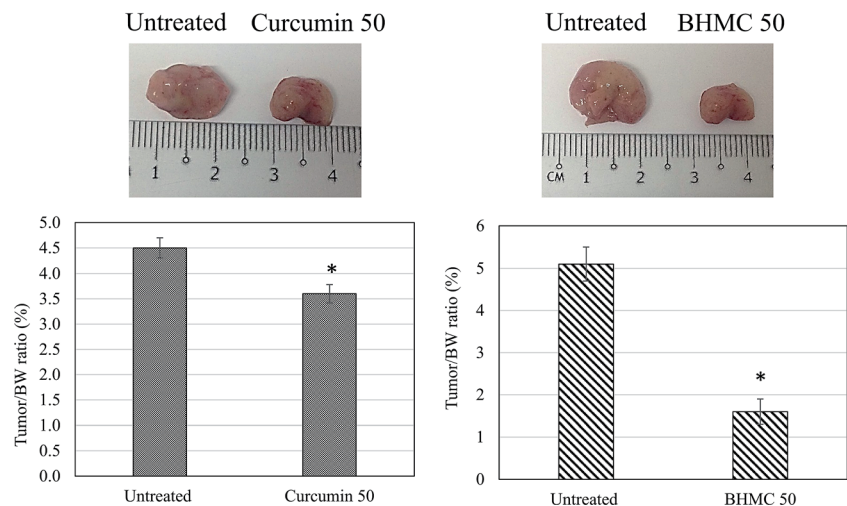 Untreated Curcumin 50
1 2 3 4
5.0
4.5
4.0
3.5
3.0
2.5
2.0
1.5
1.0
0.5
0.0
Tumor/BW ratio (%)
*
Untreated Curcumin 50
Untreated BHMC 50
CM 1 2 3 4
6
5
4
3
2
1
0
Tumor/BW ratio (%)
*
Untreated BHMC 50